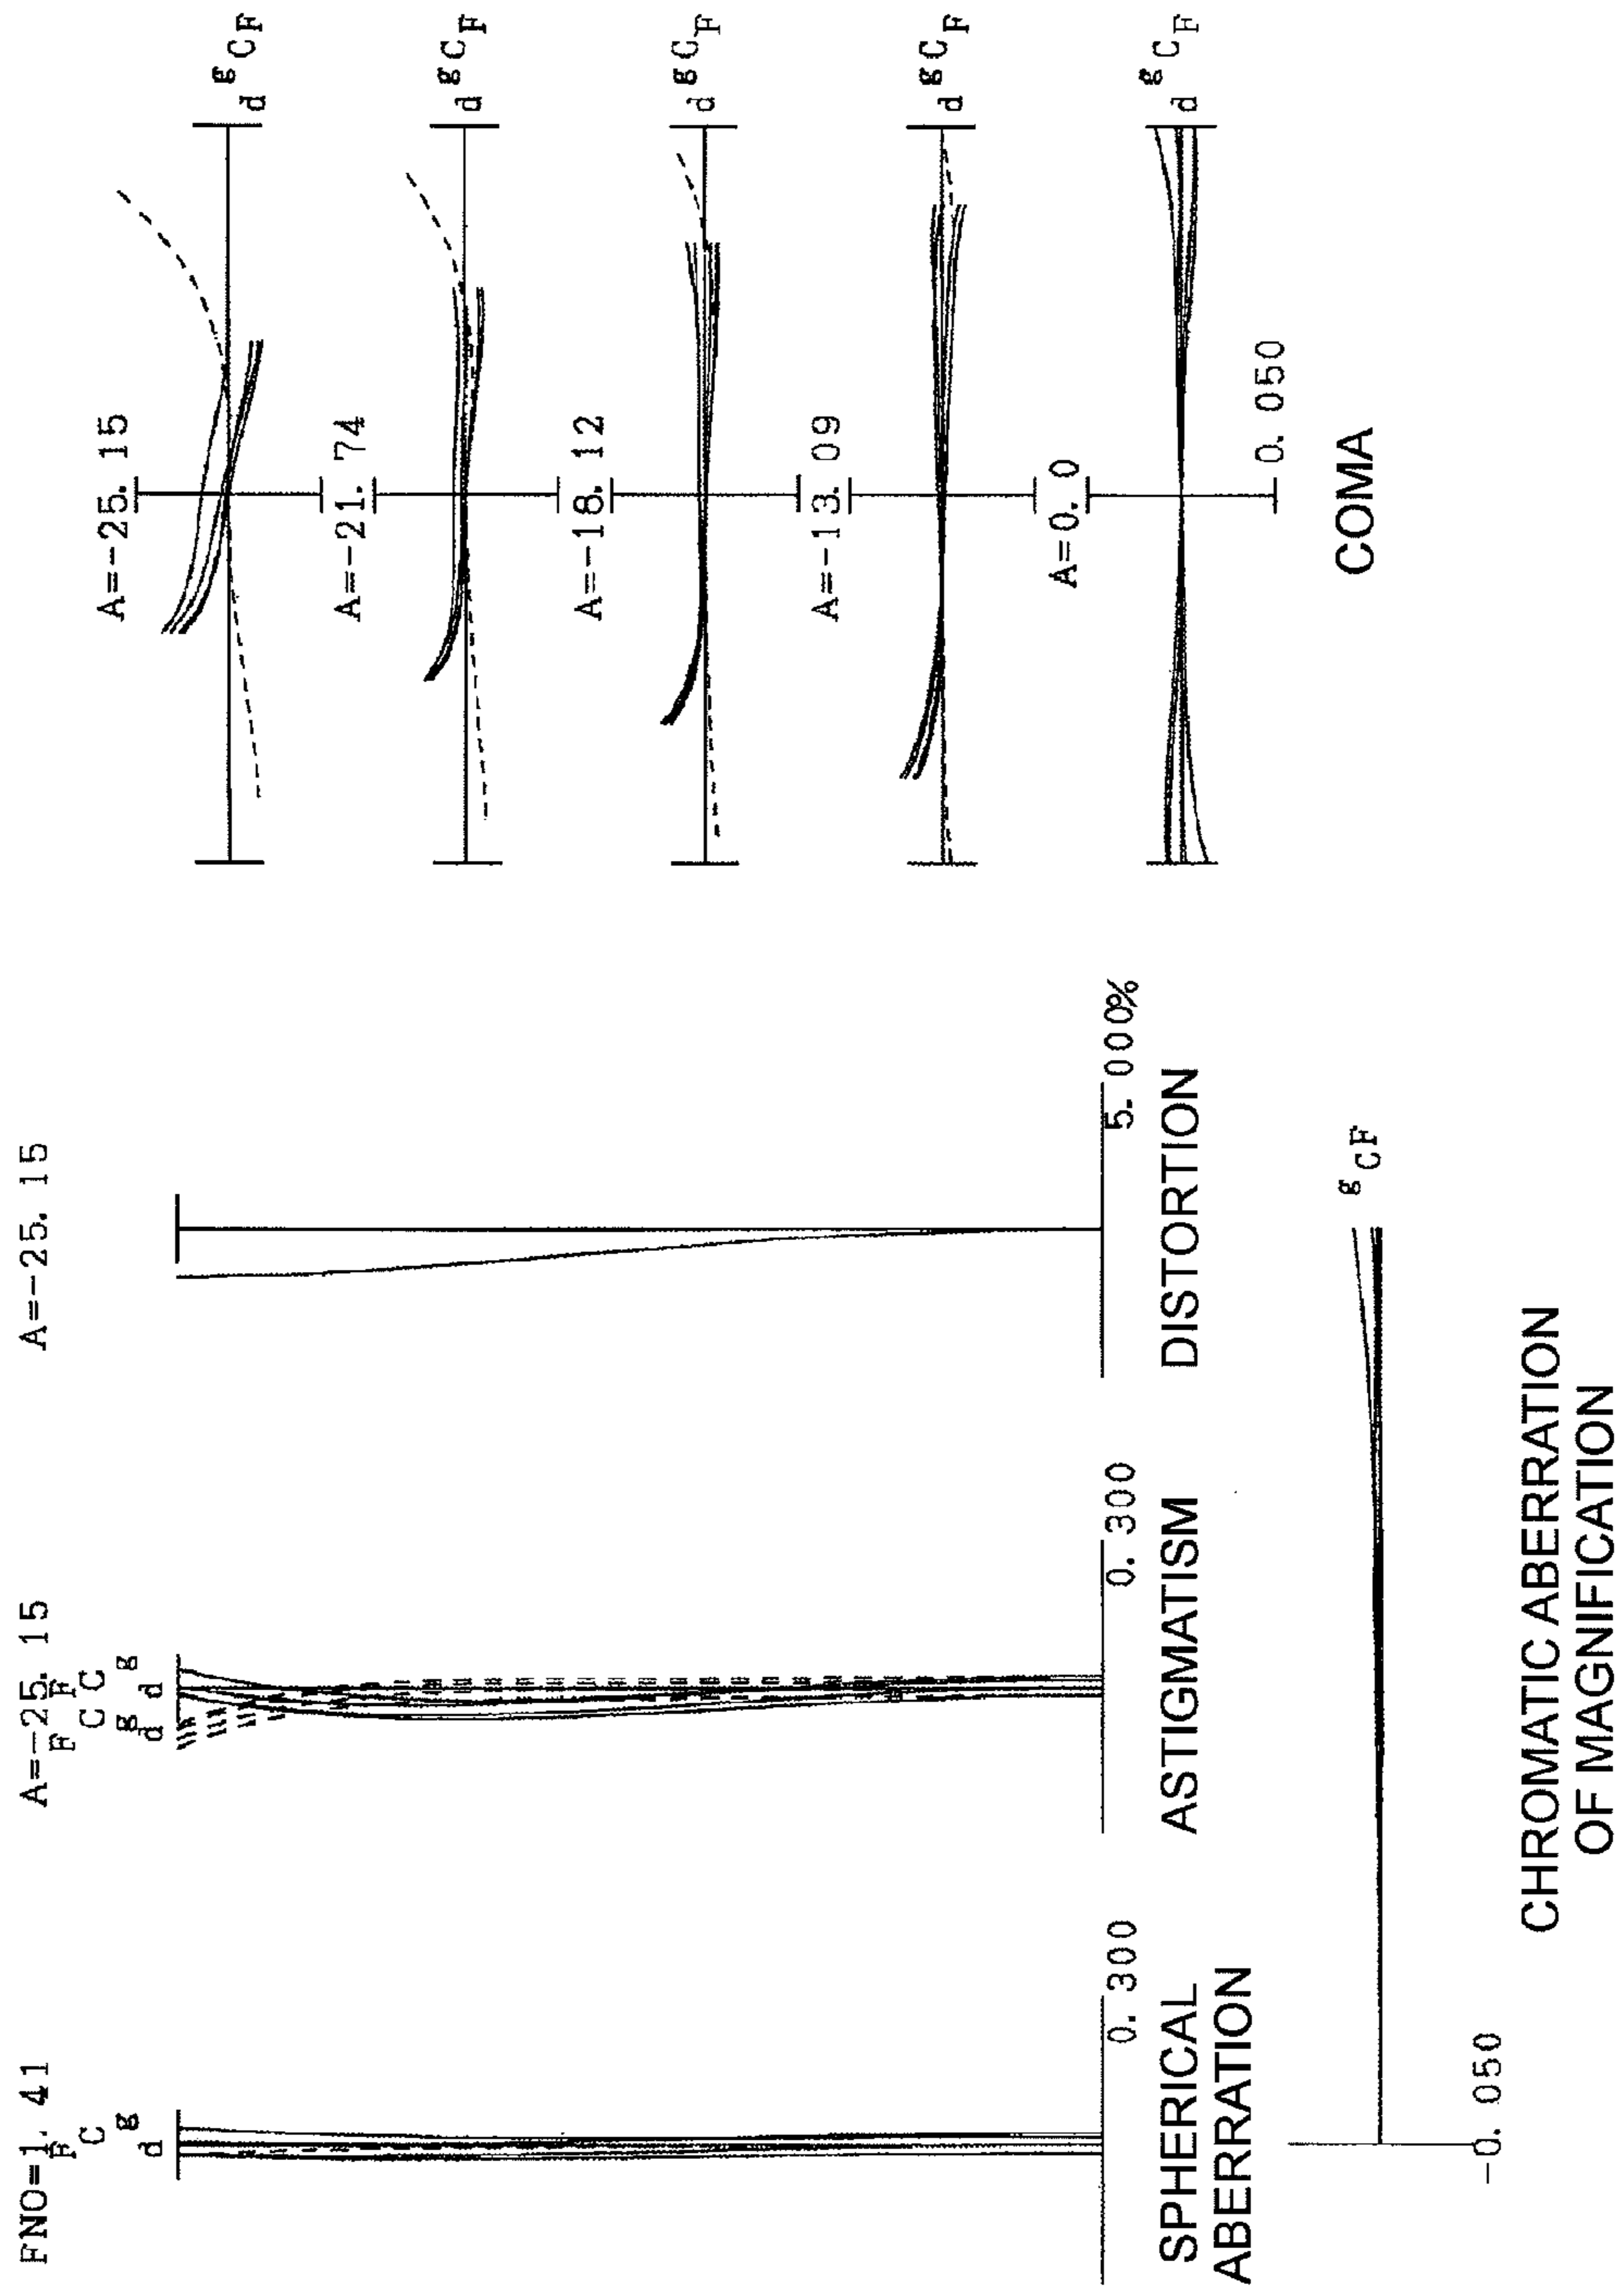 FNO=1. 41
F
C
g
d
0. 300
SPHERICAL
ABERRATION
A=-25. 15
F F
C C
g g
d d
0. 300
ASTIGMATISM
A=-25. 15
5. 000%
DISTORTION
A=-25. 15
g C F
d
A=-21. 74
g C F
d
A=-18. 12
g C F
d
A=-13. 09
g C F
d
A=0. 0
g C F
d
0. 050
COMA
g C F
-0. 050
CHROMATIC ABERRATION
OF MAGNIFICATION